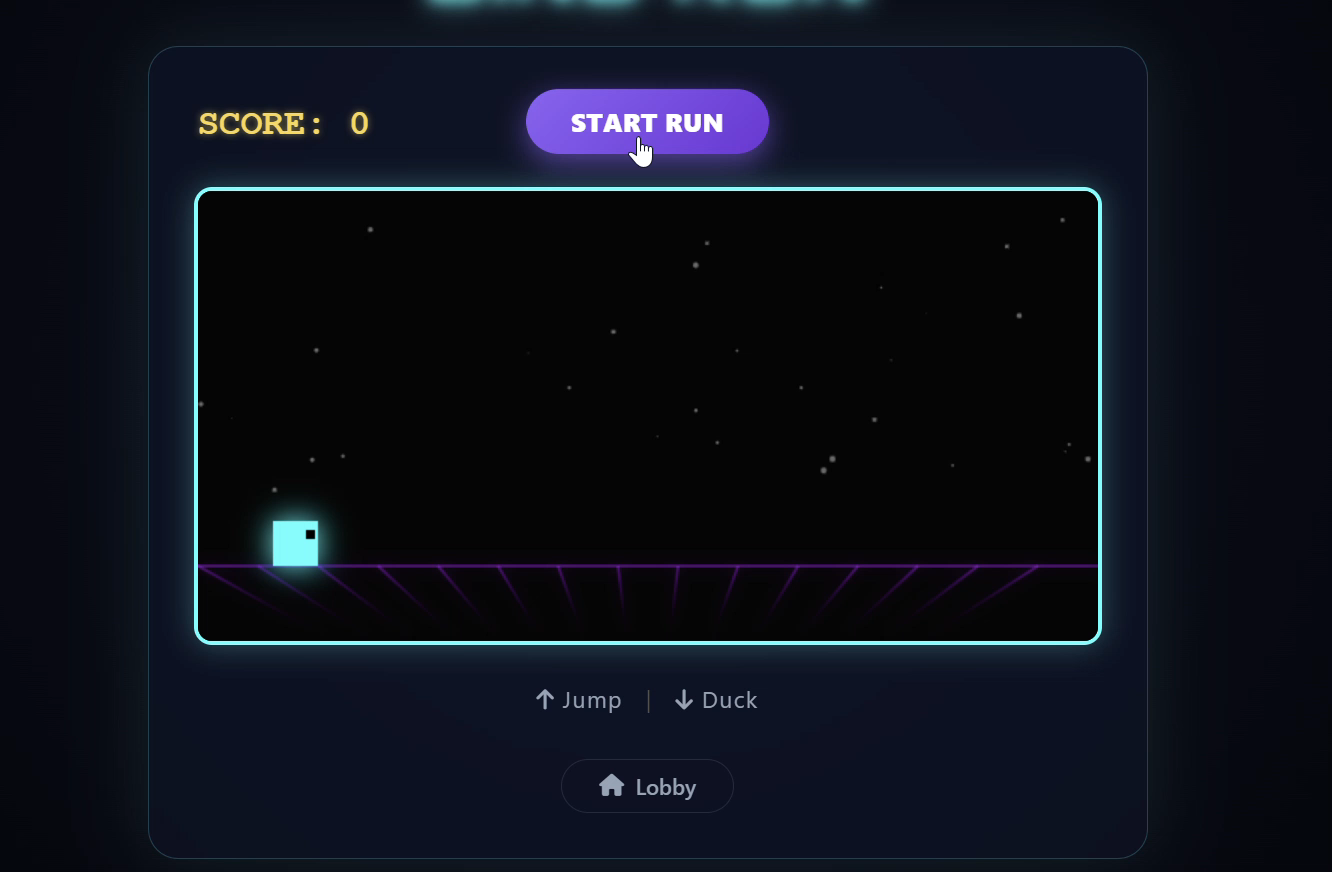 SCORE: 0
START RUN
↑ Jump | ↓ Duck
Lobby